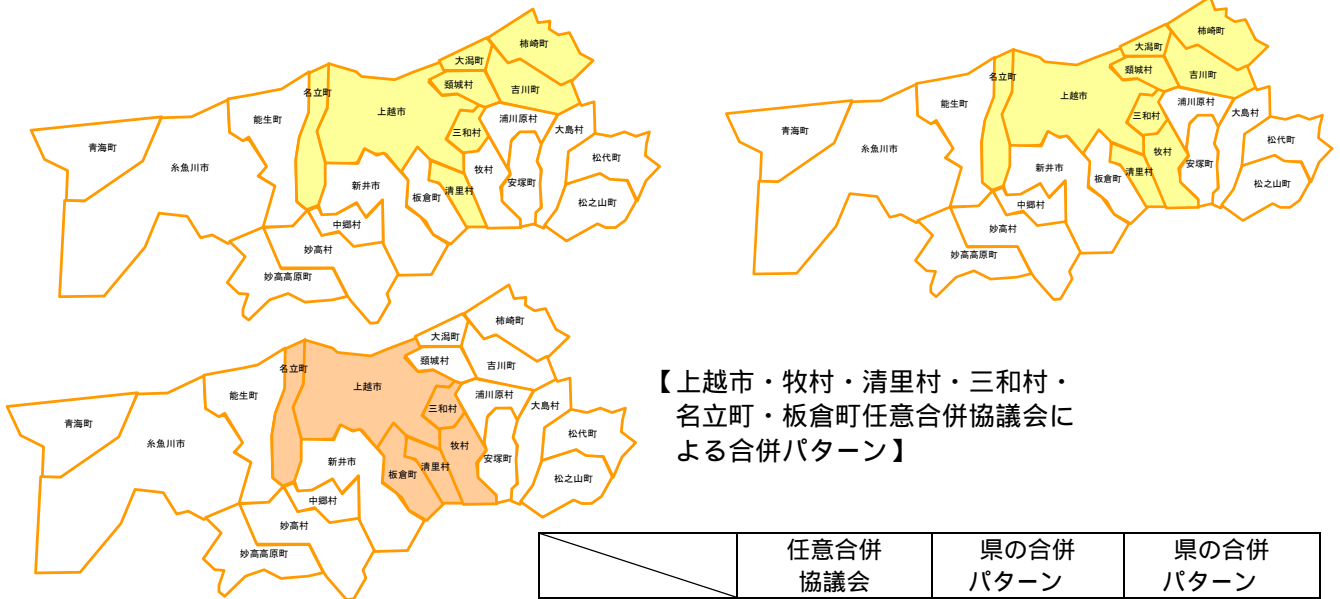 柿崎町
大潟町
頸城村
吉川町
名立町
上越市
能生町
浦川原村
三和村
大島村
青海町
松代町
糸魚川市
牧村
新井市
安塚町
清里村
板倉町
松之山町
中郷村
妙高村
妙高高原町
柿崎町
大潟町
頸城村
吉川町
名立町
上越市
能生町
浦川原村
三和村
大島村
青海町
松代町
糸魚川市
牧村
新井市
安塚町
清里村
板倉町
松之山町
中郷村
妙高村
妙高高原町
柿崎町
大潟町
頸城村
吉川町
名立町
上越市
能生町
浦川原村
三和村
大島村
青海町
松代町
糸魚川市
牧村
新井市
安塚町
清里村
板倉町
松之山町
中郷村
妙高村
妙高高原町
【上越市・牧村・清里村・三和村・
名立町・板倉町任意合併協議会に
よる合併パターン】
任意合併 県の合併 県の合併
協議会 パターン パターン